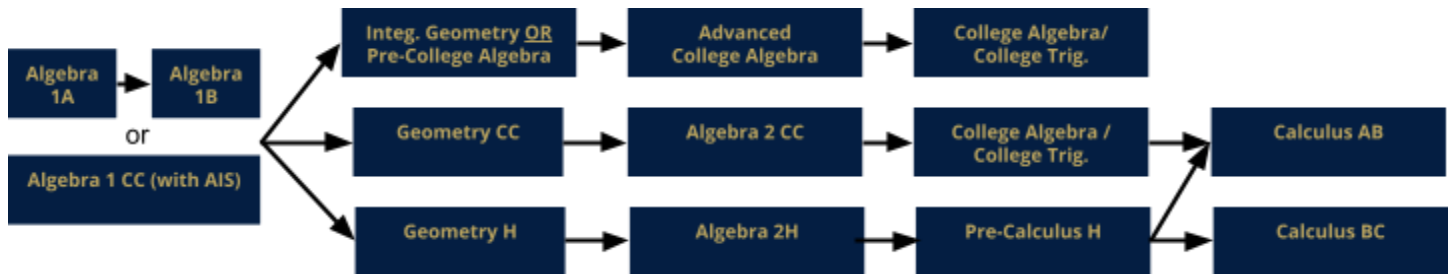 Algebra
1A
Algebra
1B
or
Algebra 1 CC (with AIS)
Integ. Geometry OR
Pre-College Algebra
Advanced
College Algebra
College Algebra/
College Trig.
Geometry CC
Algebra 2 CC
College Algebra /
College Trig.
Calculus AB
Geometry H
Algebra 2H
Pre-Calculus H
Calculus BC